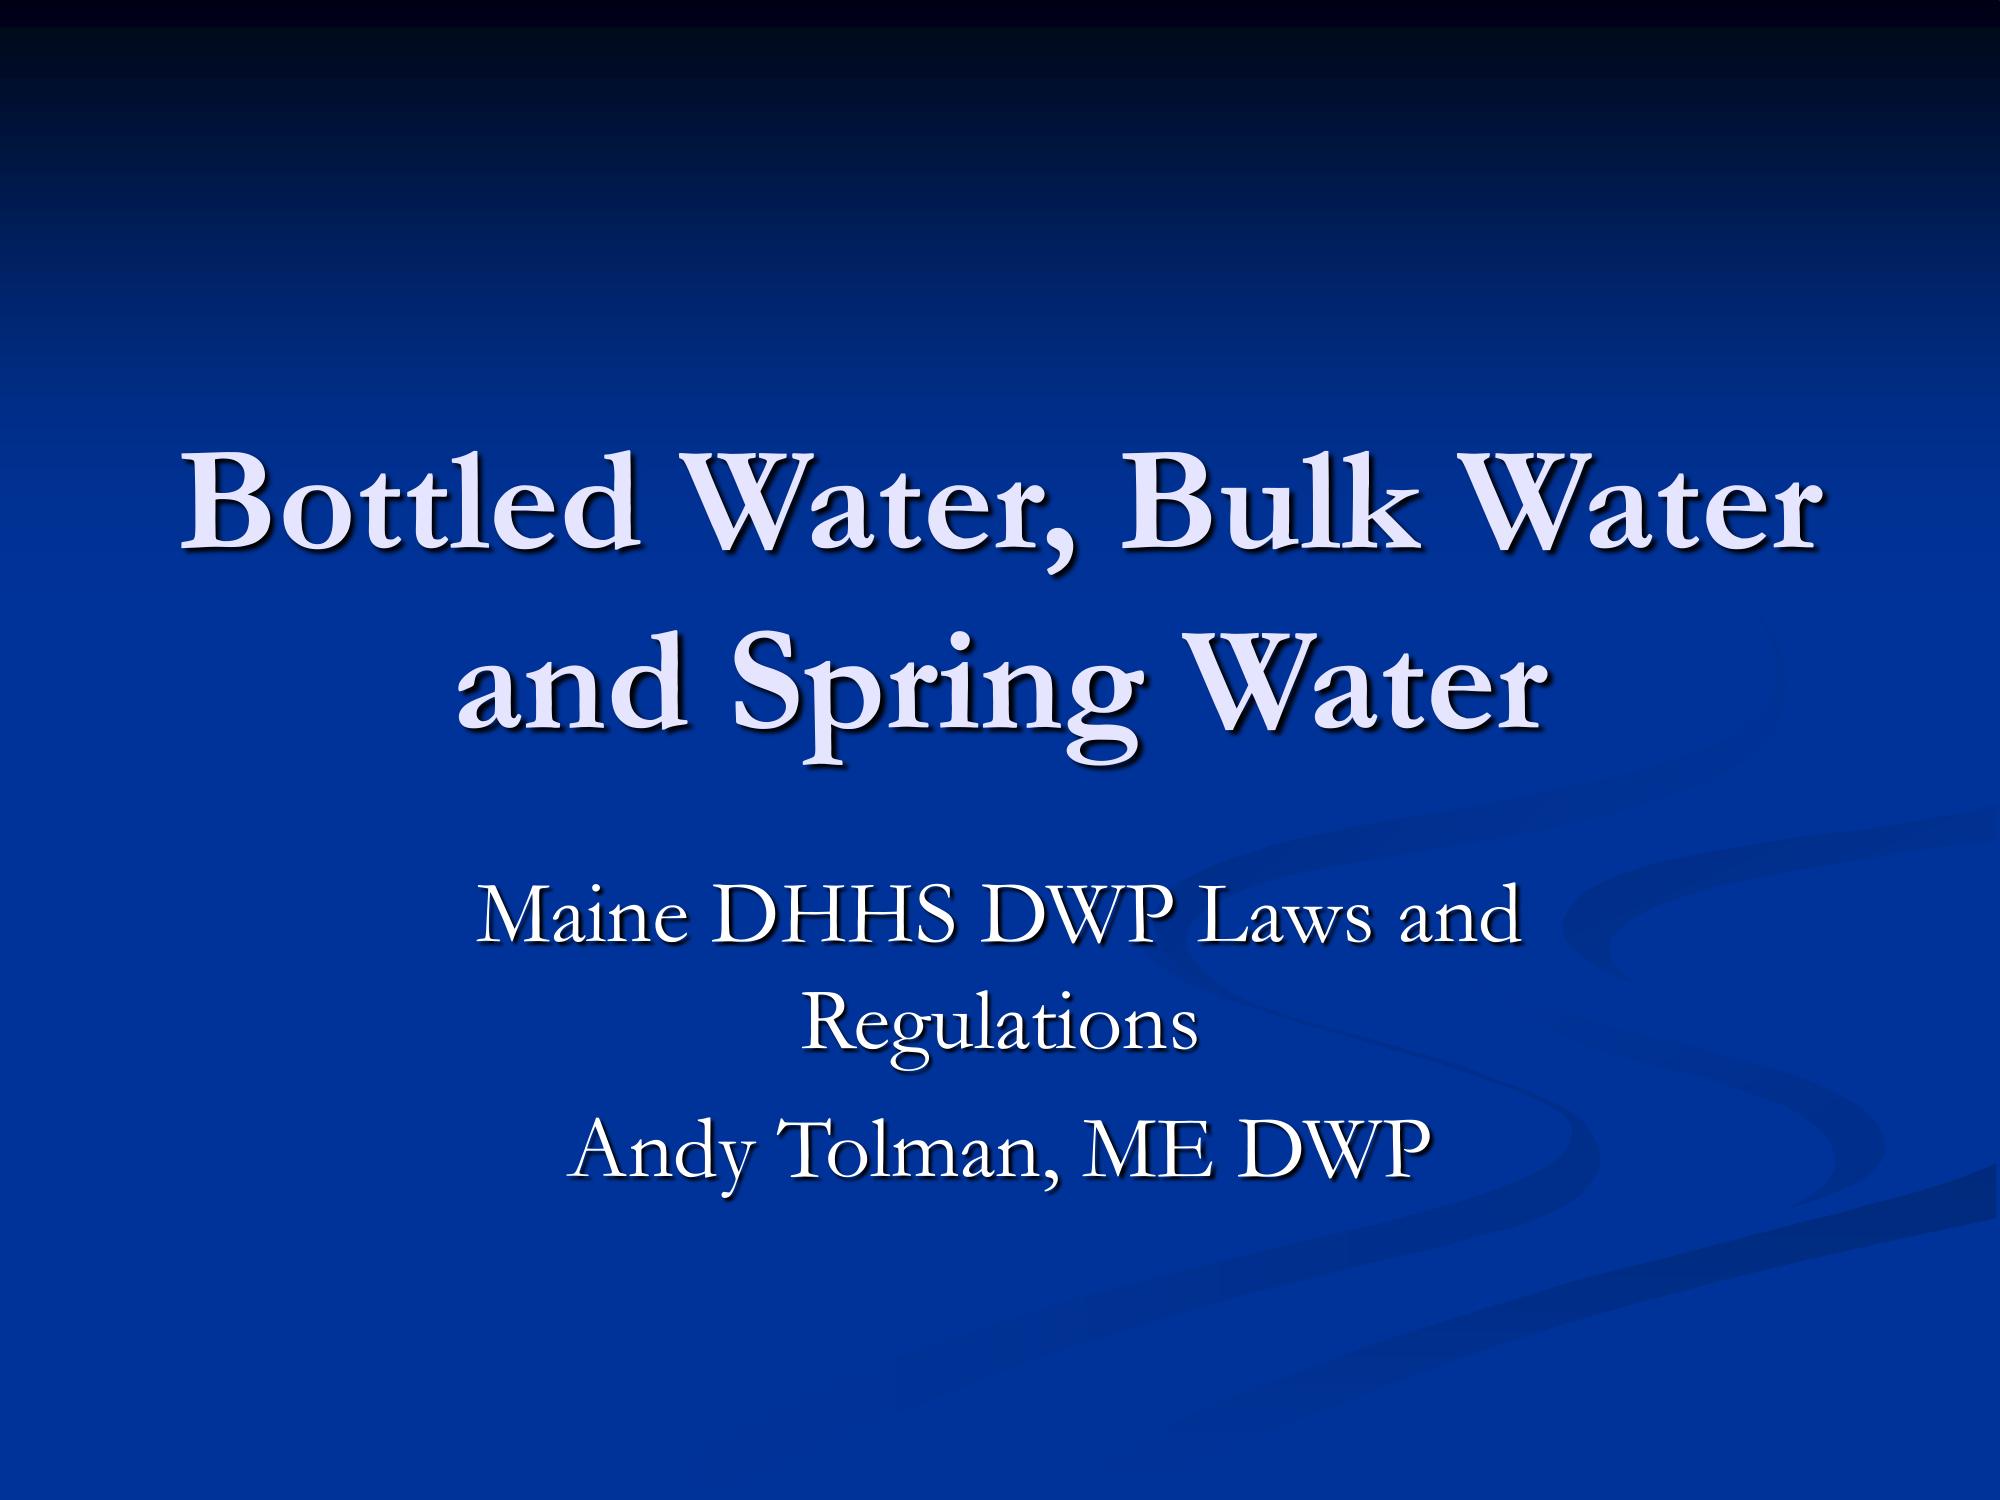 Bottled Water, Bulk Water
and Spring Water
Maine DHHS DWP Laws and
Regulations
Andy Tolman, ME DWP